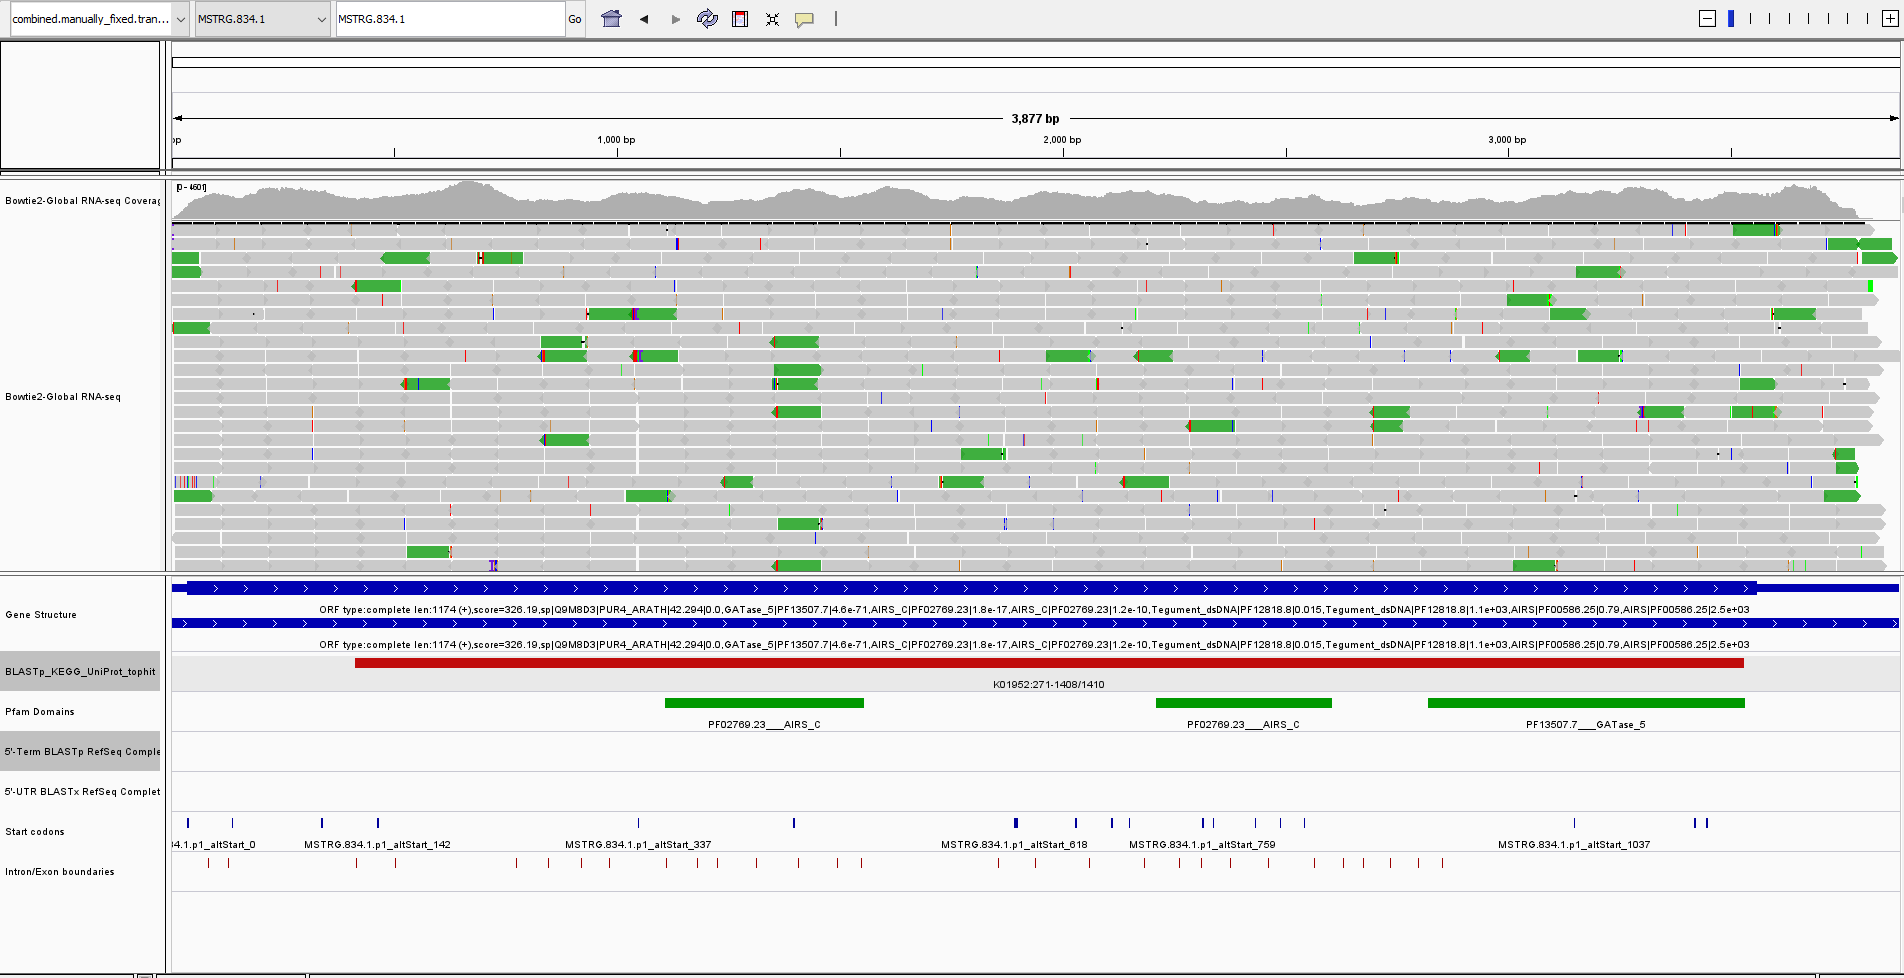 combined.manually_fixed.tran...
MSTRG.834.1
MSTRG.834.1
Go
3,877 bp
bp
1,000 bp
2,000 bp
3,000 bp
[0 - 4601]
Bowtie2-Global RNA-seq Coverag
Bowtie2-Global RNA-seq
Gene Structure
ORF type:complete len:1174 (+),score=326.19,sp|Q9M8D3|PUR4_ARATH|42.294|0.0,GATase_5|PF13507.7|4.6e-71,AIRS_C|PF02769.23|1.8e-17,AIRS_C|PF02769.23|1.2e-10,Tegument_dsDNA|PF12818.8|0.015,Tegument_dsDNA|PF12818.8|1.1e+03,AIRS|PF00586.25|0.79,AIRS|PF00586.25|2.5e+03
ORF type:complete len:1174 (+),score=326.19,sp|Q9M8D3|PUR4_ARATH|42.294|0.0,GATase_5|PF13507.7|4.6e-71,AIRS_C|PF02769.23|1.8e-17,AIRS_C|PF02769.23|1.2e-10,Tegument_dsDNA|PF12818.8|0.015,Tegument_dsDNA|PF12818.8|1.1e+03,AIRS|PF00586.25|0.79,AIRS|PF00586.25|2.5e+03
BLASTp_KEGG_UniProt_tophit
K01952:271-1408/1410
Pfam Domains
PF02769.23___AIRS_C
PF02769.23___AIRS_C
PF13507.7___GATase_5
5'-Term BLASTp RefSeq Comple
5'-UTR BLASTx RefSeq Complet
Start codons
34.1.p1_altStart_0
MSTRG.834.1.p1_altStart_142
MSTRG.834.1.p1_altStart_337
MSTRG.834.1.p1_altStart_618
MSTRG.834.1.p1_altStart_759
MSTRG.834.1.p1_altStart_1037
Intron/Exon boundaries